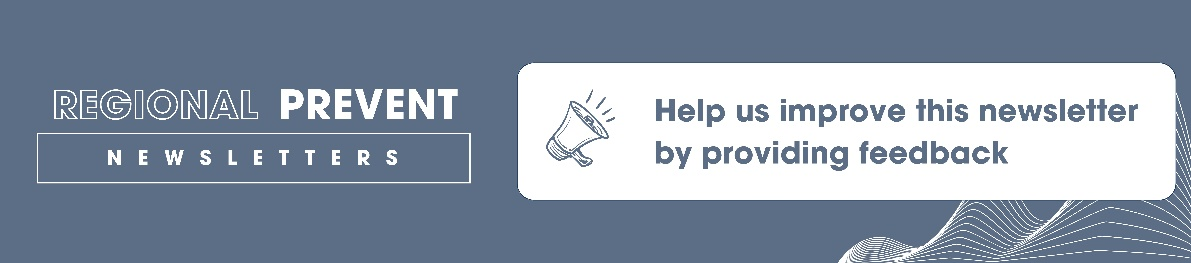 REGIONAL PREVENT
NEWSLETTERS
Help us improve this newsletter
by providing feedback